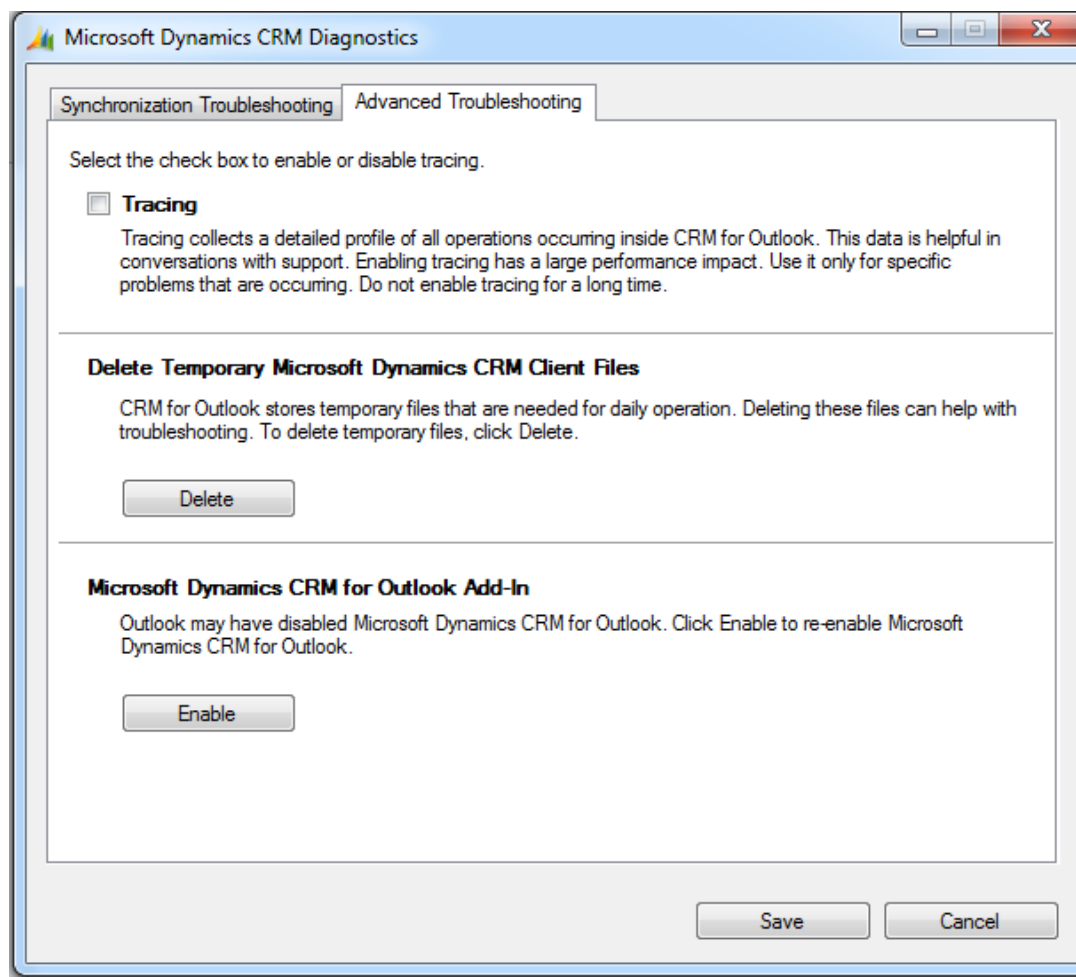 Microsoft Dynamics CRM Diagnostics
Synchronization Troubleshooting
Advanced Troubleshooting
Select the check box to enable or disable tracing.
Tracing
Tracing collects a detailed profile of all operations occurring inside CRM for Outlook. This data is helpful in
conversations with support. Enabling tracing has a large performance impact. Use it only for specific
problems that are occurring. Do not enable tracing for a long time.
Delete Temporary Microsoft Dynamics CRM Client Files
CRM for Outlook stores temporary files that are needed for daily operation. Deleting these files can help with
troubleshooting. To delete temporary files, click Delete.
Delete
Microsoft Dynamics CRM for Outlook Add-In
Outlook may have disabled Microsoft Dynamics CRM for Outlook. Click Enable to re-enable Microsoft
Dynamics CRM for Outlook.
Enable
Save
Cancel